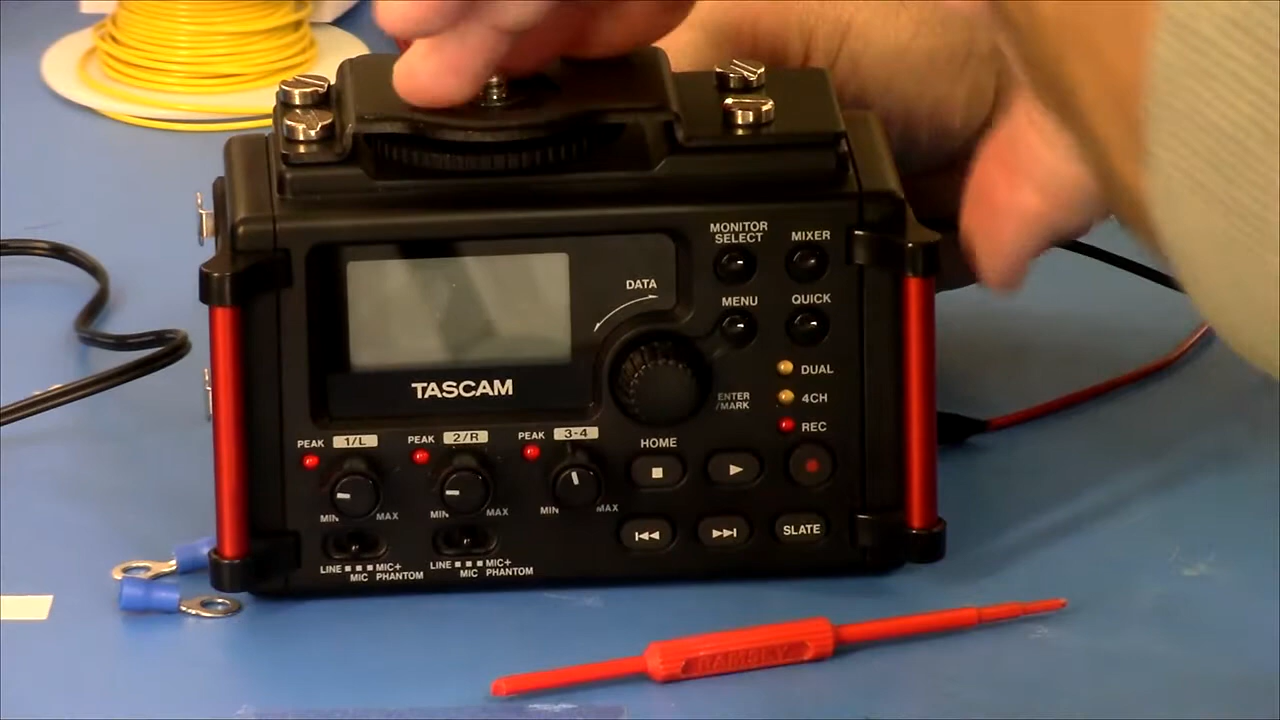 MONITOR
SELECT
MIXER
DATA
MENU
QUICK
TASCAM
ENTER
/MARK
DUAL
4CH
REC
PEAK 1/L
PEAK 2/R
PEAK 3-4
HOME
MIN MAX
MIN MAX
MIN MAX
SLATE
LINE MIC+
MIC PHANTOM
LINE MIC+
MIC PHANTOM
RAMSEY